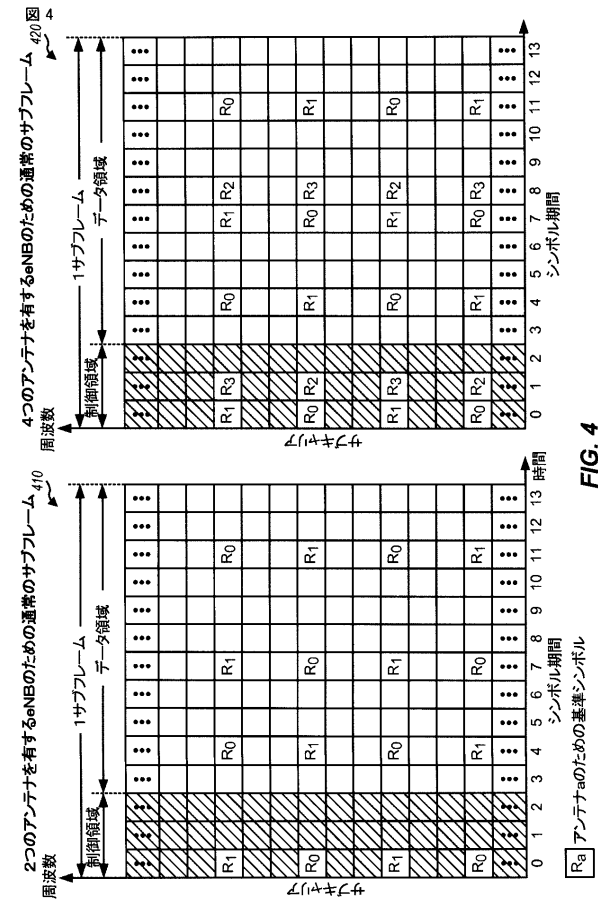 図 4
2つのアンテナを有するeNBのための通常のサブフレーム 410
周波数
1サブフレーム
制御領域 データ領域
サブキャリア
••• ••• ••• ••• ••• ••• ••• ••• ••• ••• ••• ••• ••• •••
R1 R0 R1 R0
R0 R1 R0 R1
R1 R0 R1 R0
R0 R1 R0 R1
••• ••• ••• ••• ••• ••• ••• ••• ••• ••• ••• ••• ••• •••
0 1 2 3 4 5 6 7 8 9 10 11 12 13
シンボル期間
時間
4つのアンテナを有するeNBのための通常のサブフレーム 420
周波数
1サブフレーム
制御領域 データ領域
サブキャリア
••• ••• ••• ••• ••• ••• ••• ••• ••• ••• ••• ••• ••• •••
R1 R3 R0 R1 R2 R0
R0 R2 R1 R0 R3 R1
R1 R3 R0 R1 R2 R0
R0 R2 R1 R0 R3 R1
••• ••• ••• ••• ••• ••• ••• ••• ••• ••• ••• ••• ••• •••
0 1 2 3 4 5 6 7 8 9 10 11 12 13
シンボル期間
Ra アンテナaのための基準シンボル
FIG. 4